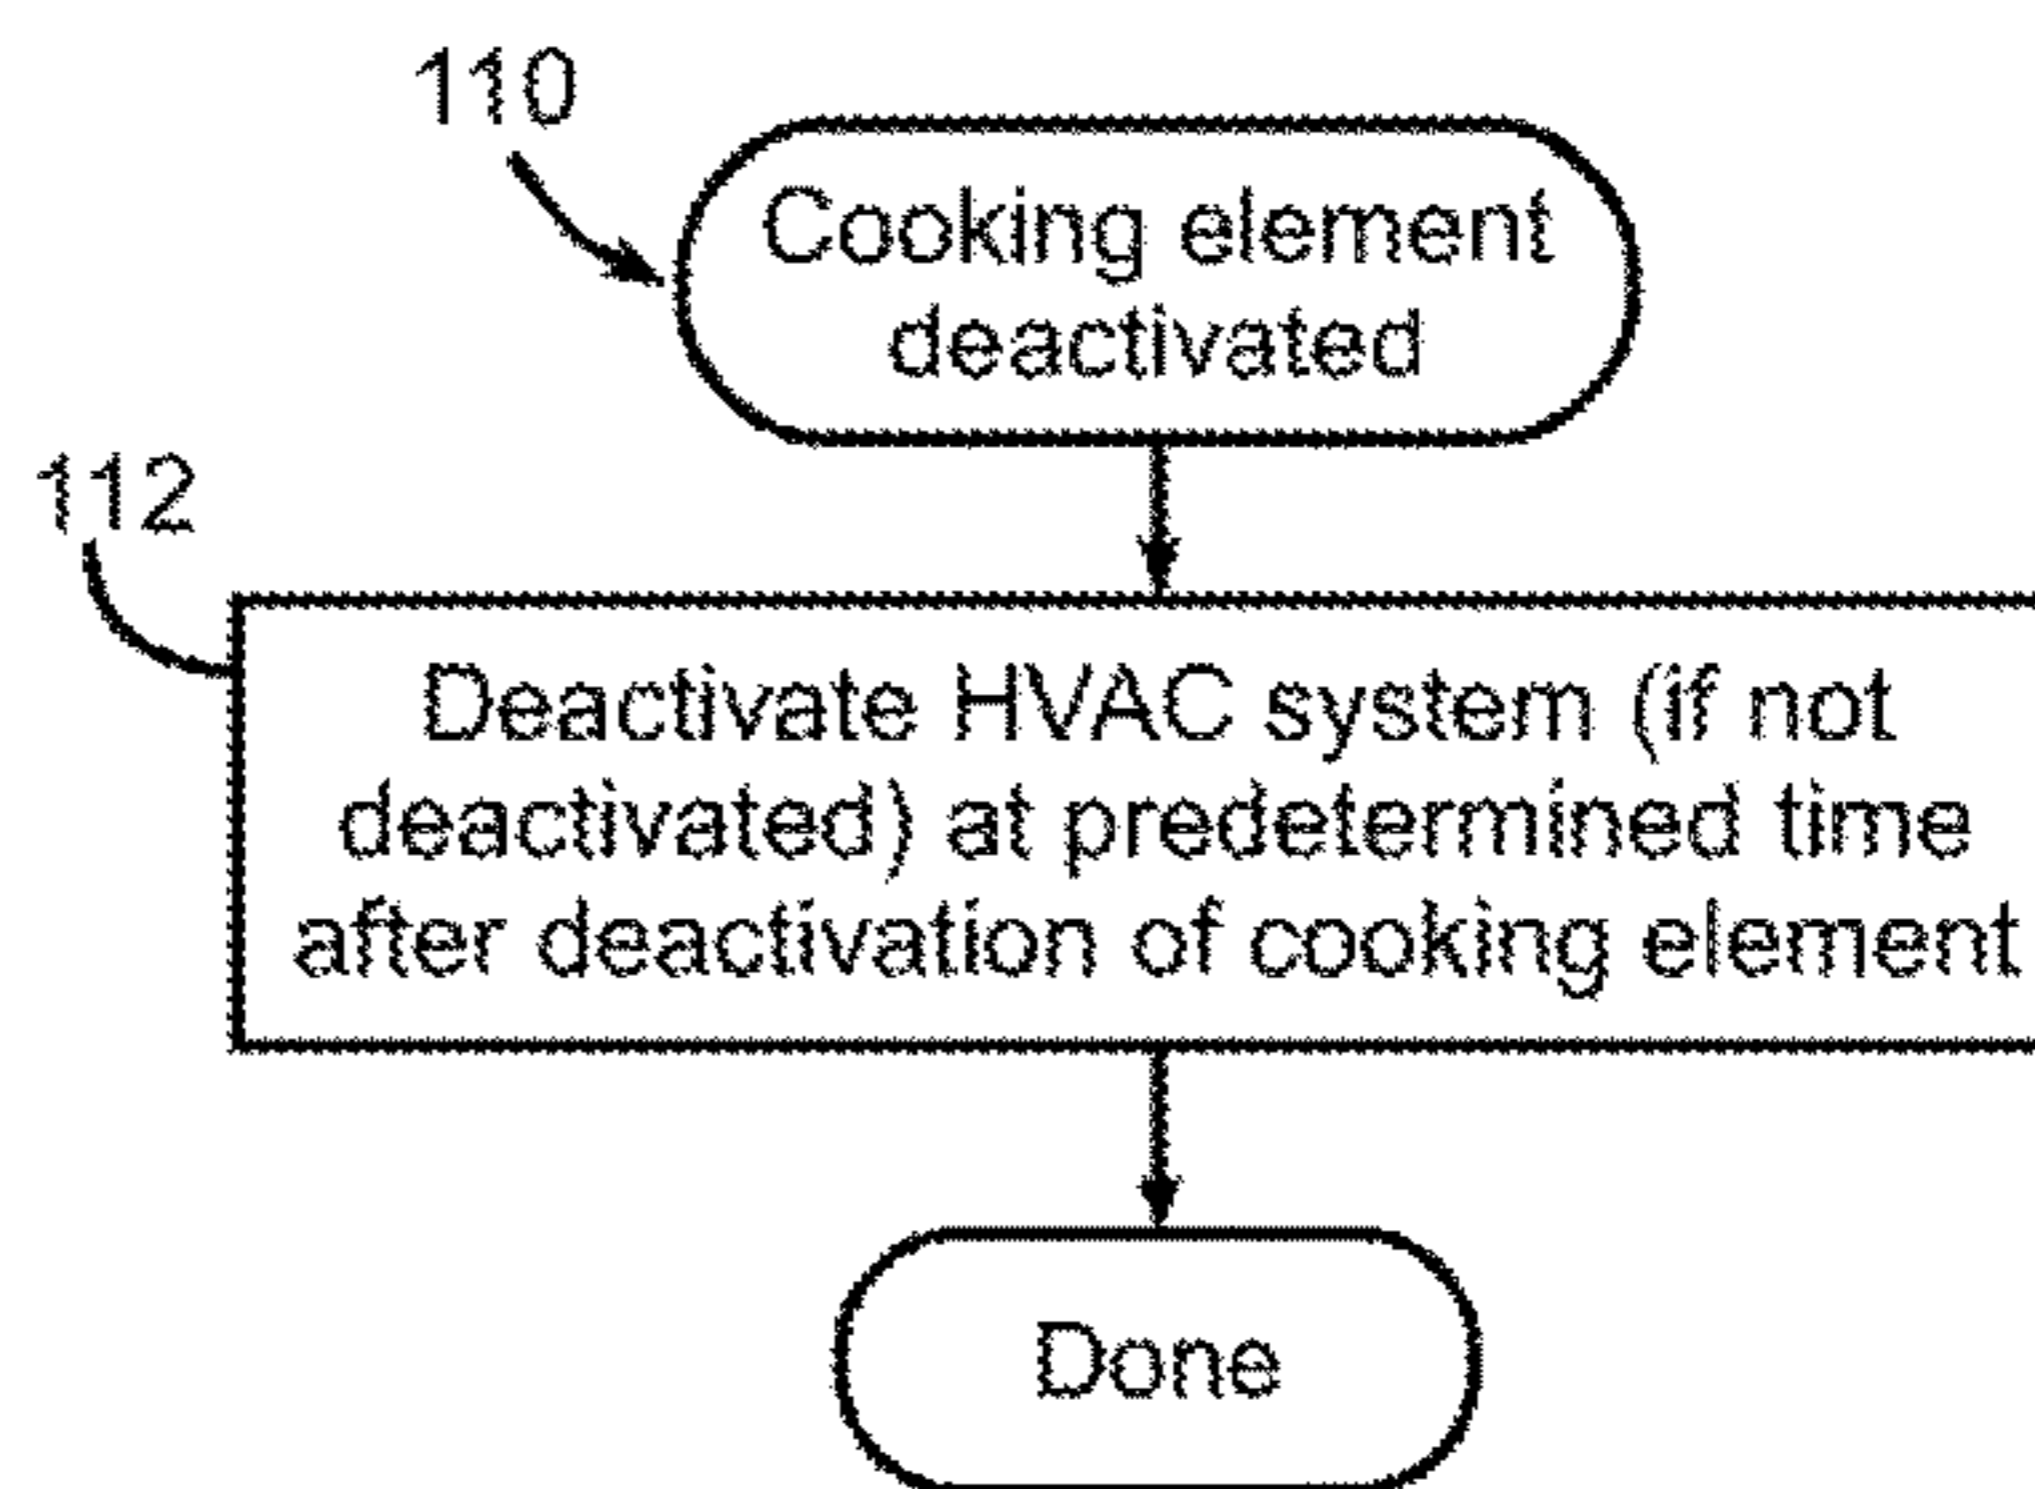 110
Cooking element
deactivated
112
Deactivate HVAC system (if not
deactivated) at predetermined time
after deactivation of cooking element
Done